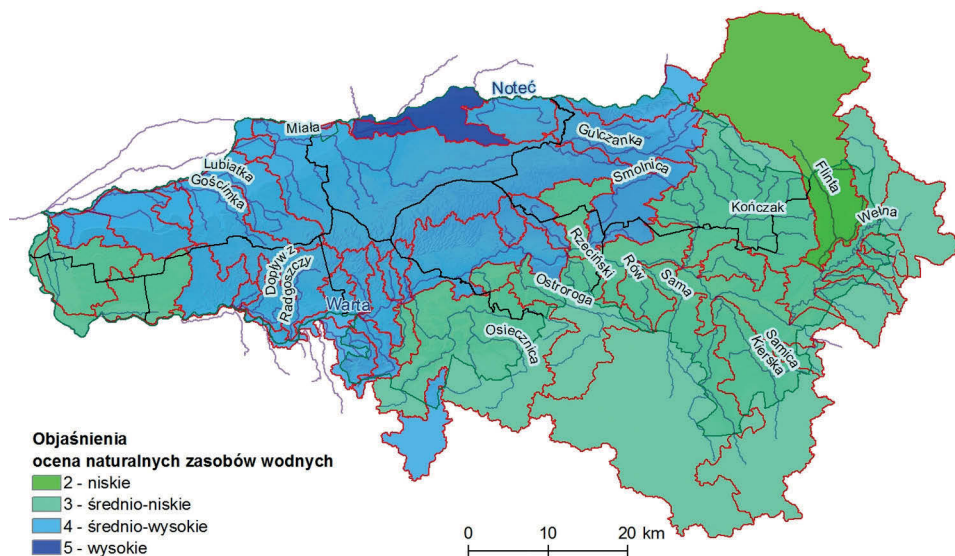 Noteć
Miała
Gulczanka
Lubiatka
Gościmka
Smolnica
Flinta
Kończak
Wełna
Dopływ z
Radgoszczy
Rzeciński
Rów
Sama
Ostroroga
Warta
Osiecznica
Samica
Kierska
Objaśnienia
ocena naturalnych zasobów wodnych
2 - niskie
3 - średnio-niskie
4 - średnio-wysokie
5 - wysokie
0 10 20 km